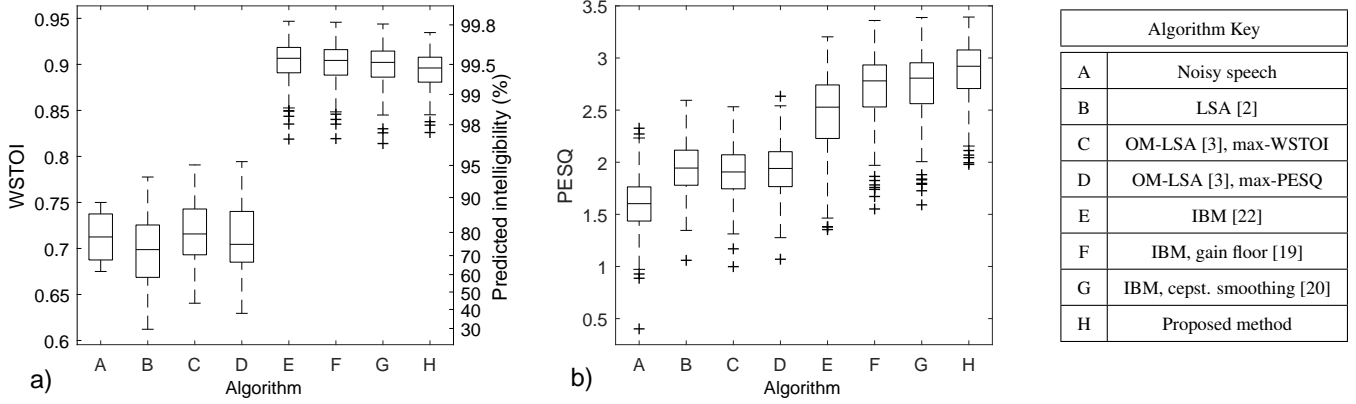 WSTOI
0.95
0.9
0.85
0.8
0.75
0.7
0.65
0.6
99.8
99.5
99
98
95
90
80
70
60
50
40
30
Predicted intelligibility (%)
A B C D E F G H
a)
Algorithm
PESQ
3.5
3
2.5
2
1.5
1
0.5
A B C D E F G H
b)
Algorithm
Algorithm Key
A Noisy speech
B LSA [2]
C OM-LSA [3], max-WSTOI
D OM-LSA [3], max-PESQ
E IBM [22]
F IBM, gain floor [19]
G IBM, cepst. smoothing [20]
H Proposed method